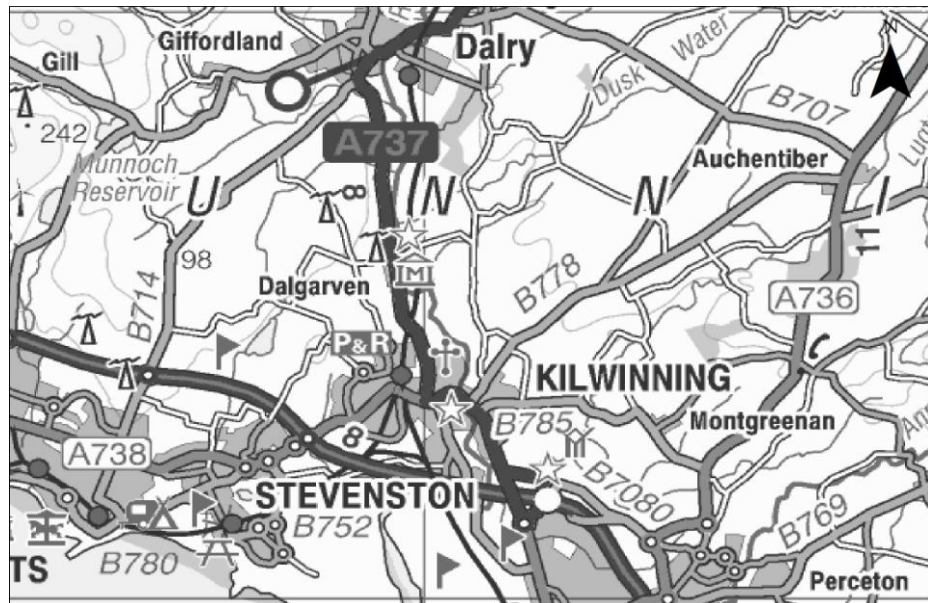 Giffordland
Gill
Dalry
N
Dusk Water
B707
242
A737
Auchentiber
Munnoch
Reservoir
U
N
N
I
11
98
Dalgarven
M
B714
B778
A736
P&R
KILWINNING
B785
Montgreenan
8
A738
STEVENSTON
B7080
B752
B769
B780
TS
Perceton